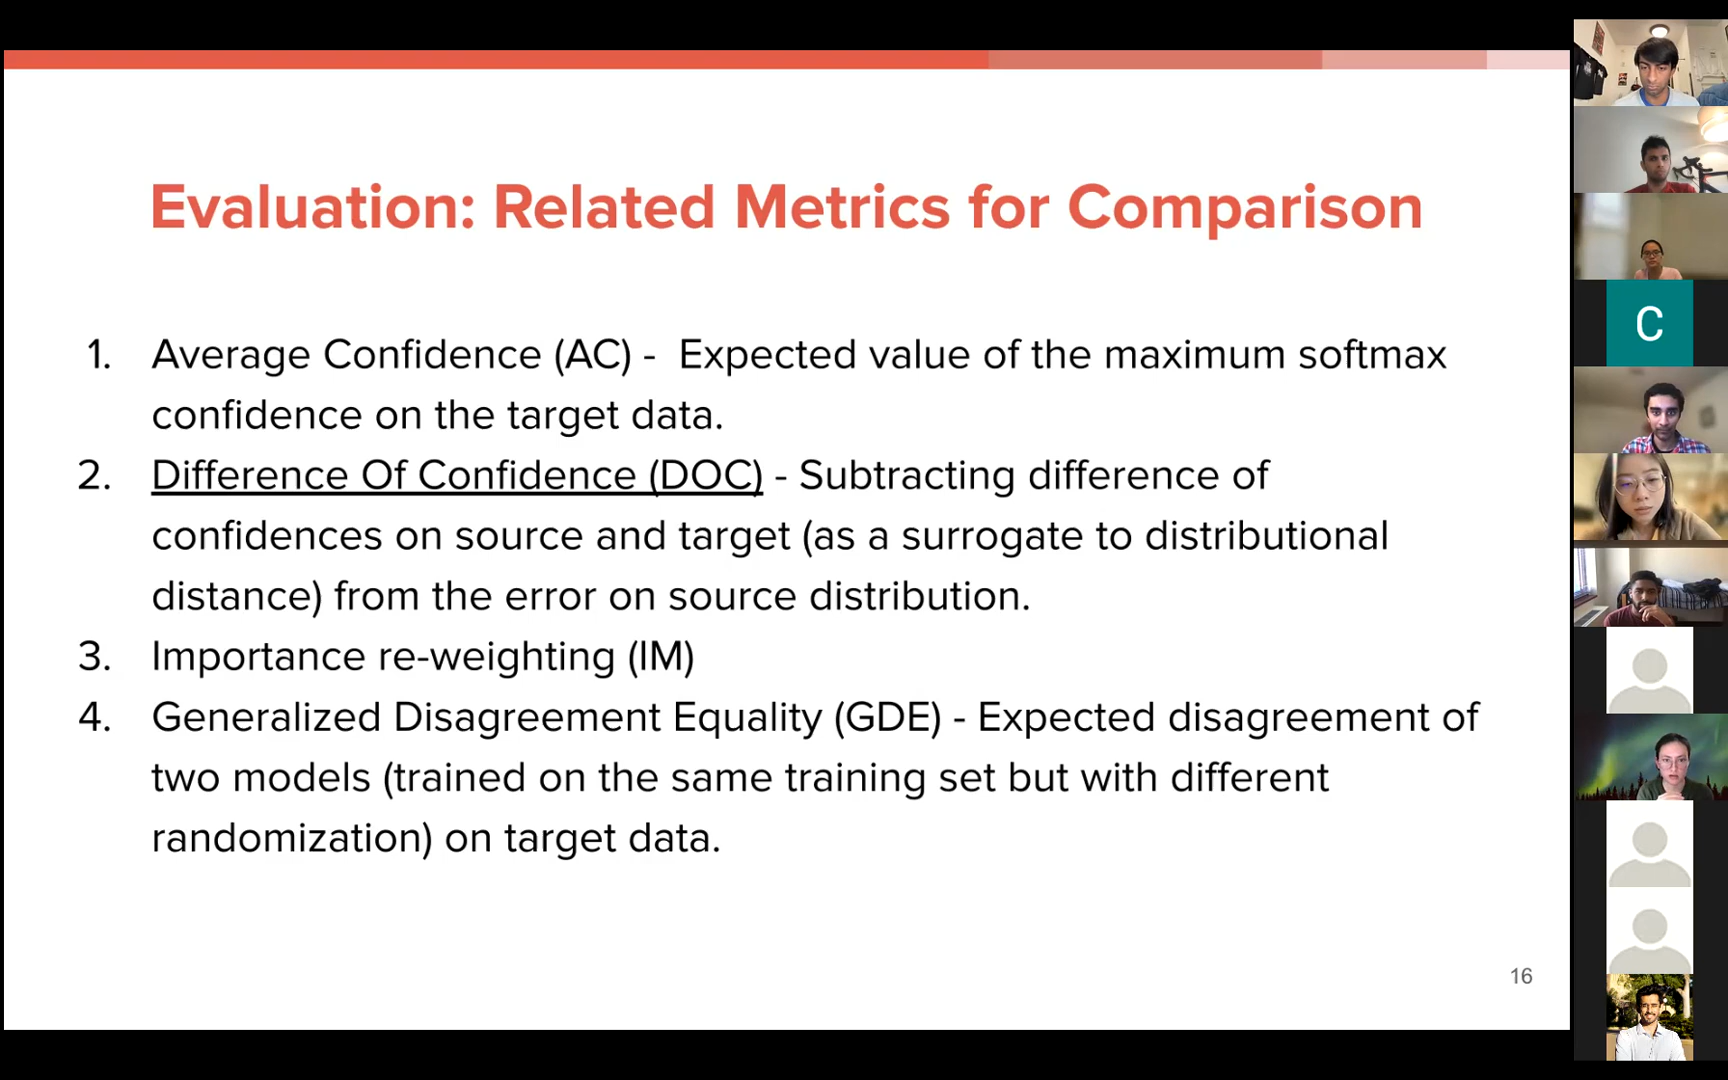 Evaluation: Related Metrics for Comparison
1. Average Confidence (AC) - Expected value of the maximum softmax
confidence on the target data.
2. Difference Of Confidence (DOC) - Subtracting difference of
confidences on source and target (as a surrogate to distributional
distance) from the error on source distribution.
3. Importance re-weighting (IM)
4. Generalized Disagreement Equality (GDE) - Expected disagreement of
two models (trained on the same training set but with different
randomization) on target data.
16
C